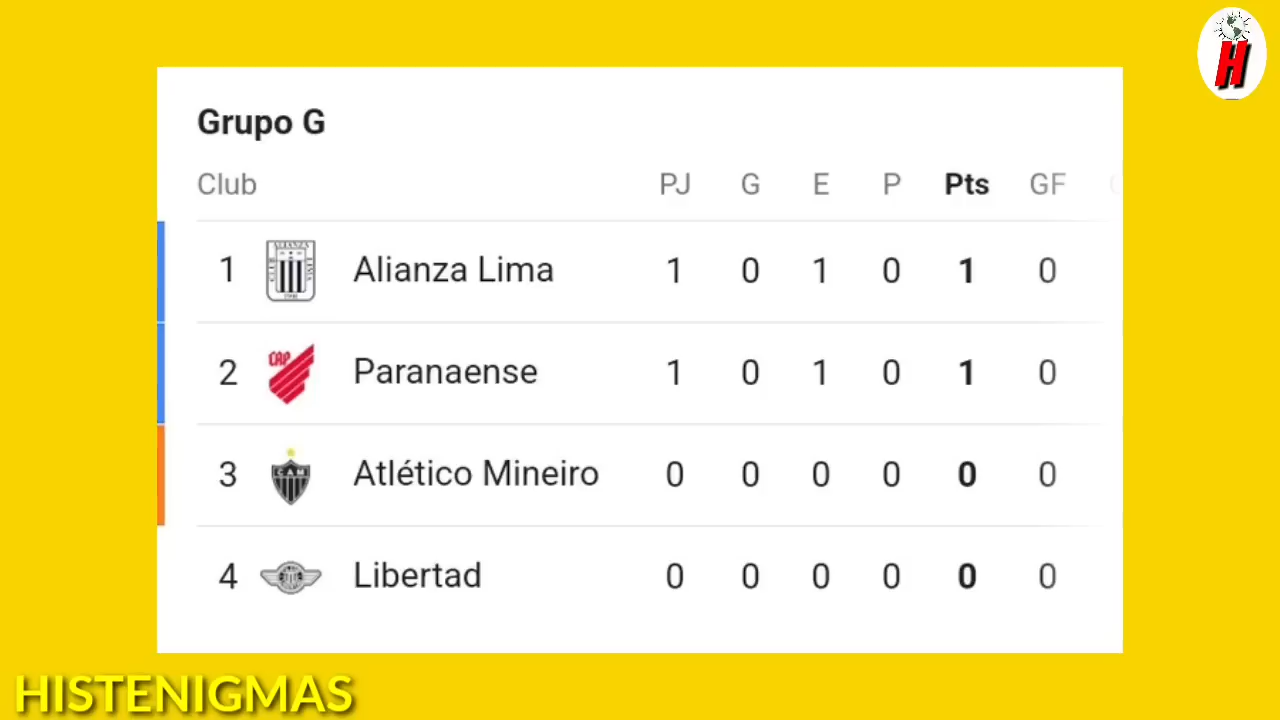 H
Grupo G
Club PJ G E P Pts GF
1 Alianza Lima 1 0 1 0 1 0
CAP
2 Paranaense 1 0 1 0 1 0
CAM
3 Atlético Mineiro 0 0 0 0 0 0
4 Libertad 0 0 0 0 0 0
HISTENIGMAS